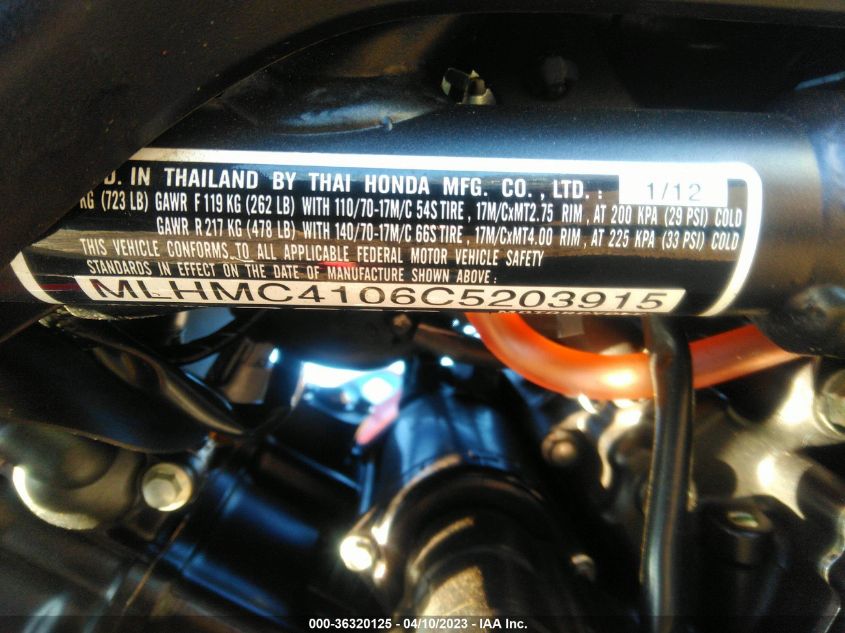 D. IN THAILAND BY THAI HONDA MFG. CO., LTD.: 1/12
KG (723 LB) GAWR F 119 KG (262 LB) WITH 110/70-17M/C 54S TIRE, 17M/CxMT2.75 RIM, AT 200 KPA (29 PSI) COLD
GAWR R 217 KG (478 LB) WITH 140/70-17M/C 66S TIRE, 17M/CxMT4.00 RIM, AT 225 KPA (33 PSI) COLD
THIS VEHICLE CONFORMS TO ALL APPLICABLE FEDERAL MOTOR VEHICLE SAFETY
STANDARDS IN EFFECT ON THE DATE OF MANUFACTURE SHOWN ABOVE:
MLHMC4106C5203915
MOTORCYCLE
000-36320125 - 04/10/2023 - IAA Inc.